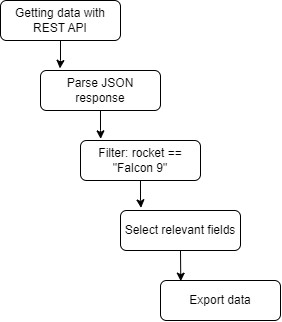 Getting data with
REST API
Parse JSON
response
Filter: rocket ==
"Falcon 9"
Select relevant fields
Export data